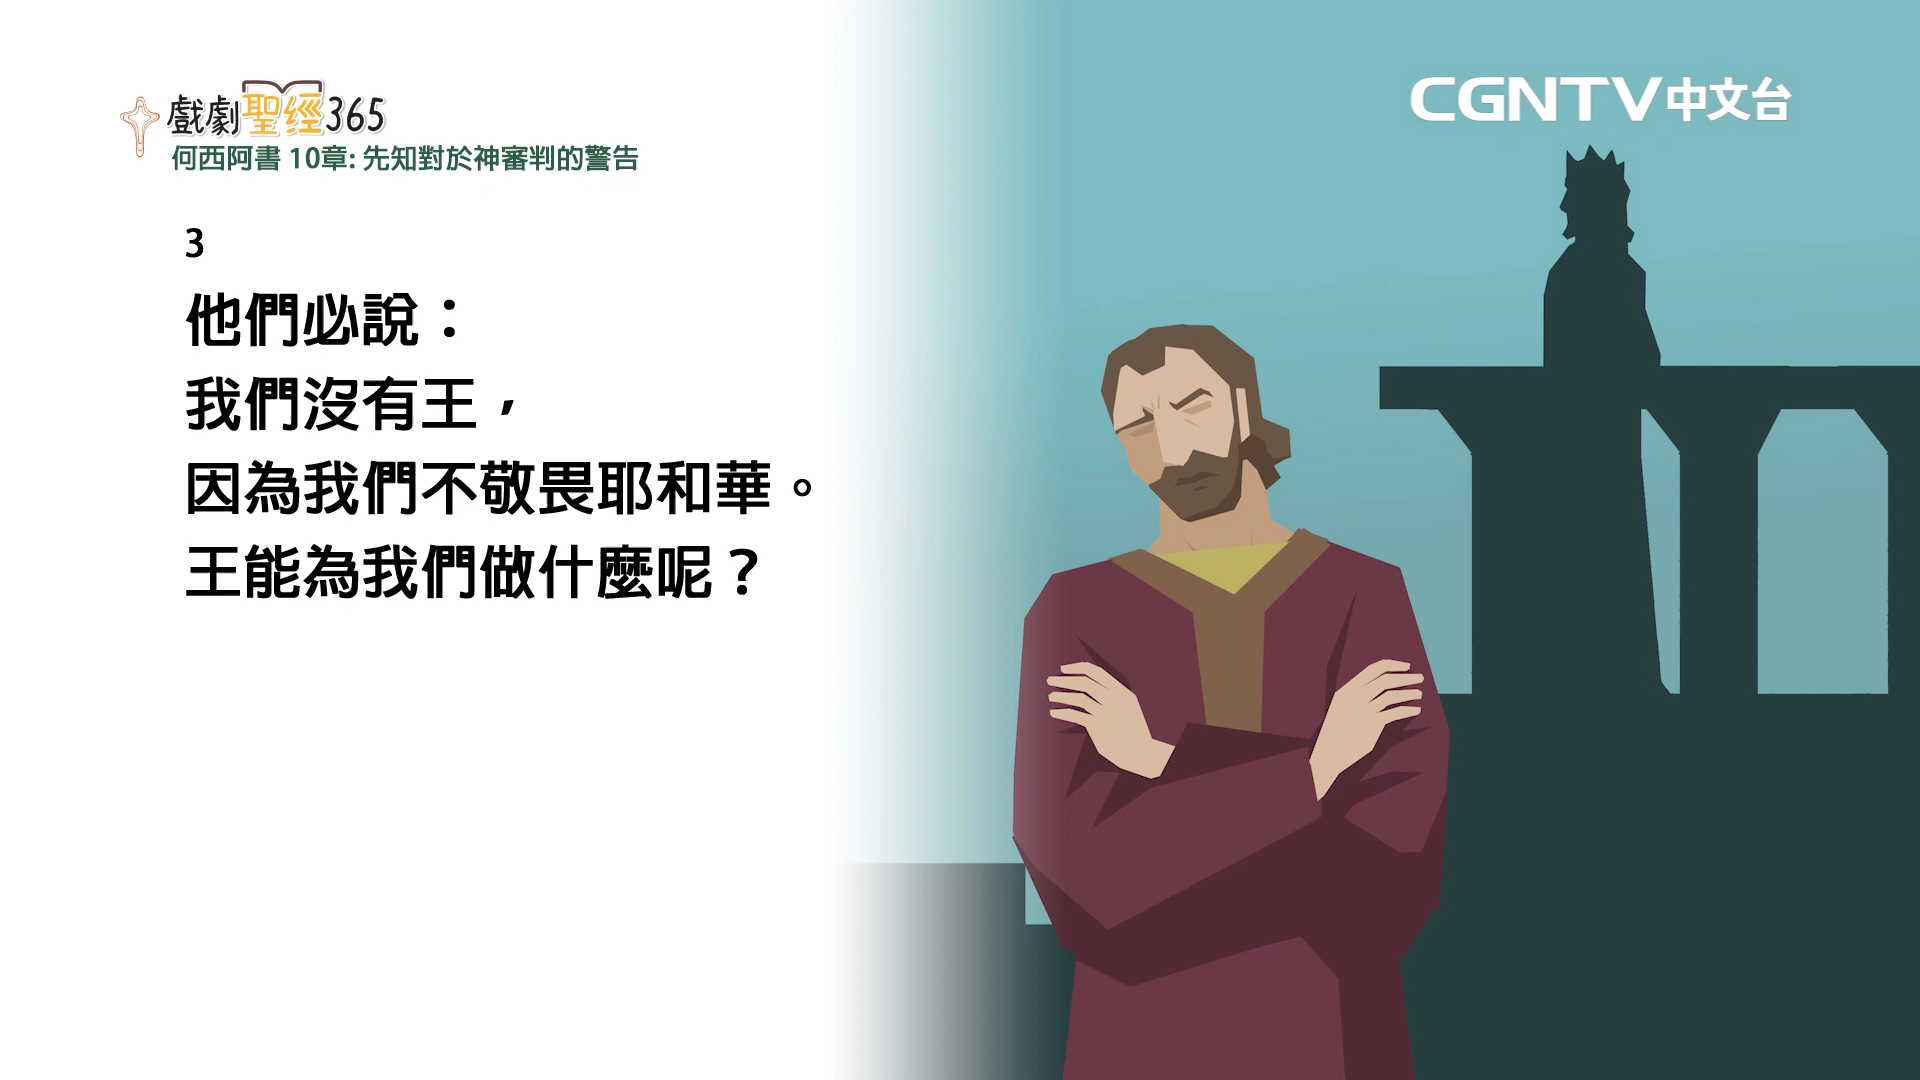 戲劇聖經365
CGNTV中文台
何西阿書 10章: 先知對於神審判的警告
3
他們必說：
我們沒有王，
因為我們不敬畏耶和華。
王能為我們做什麼呢？